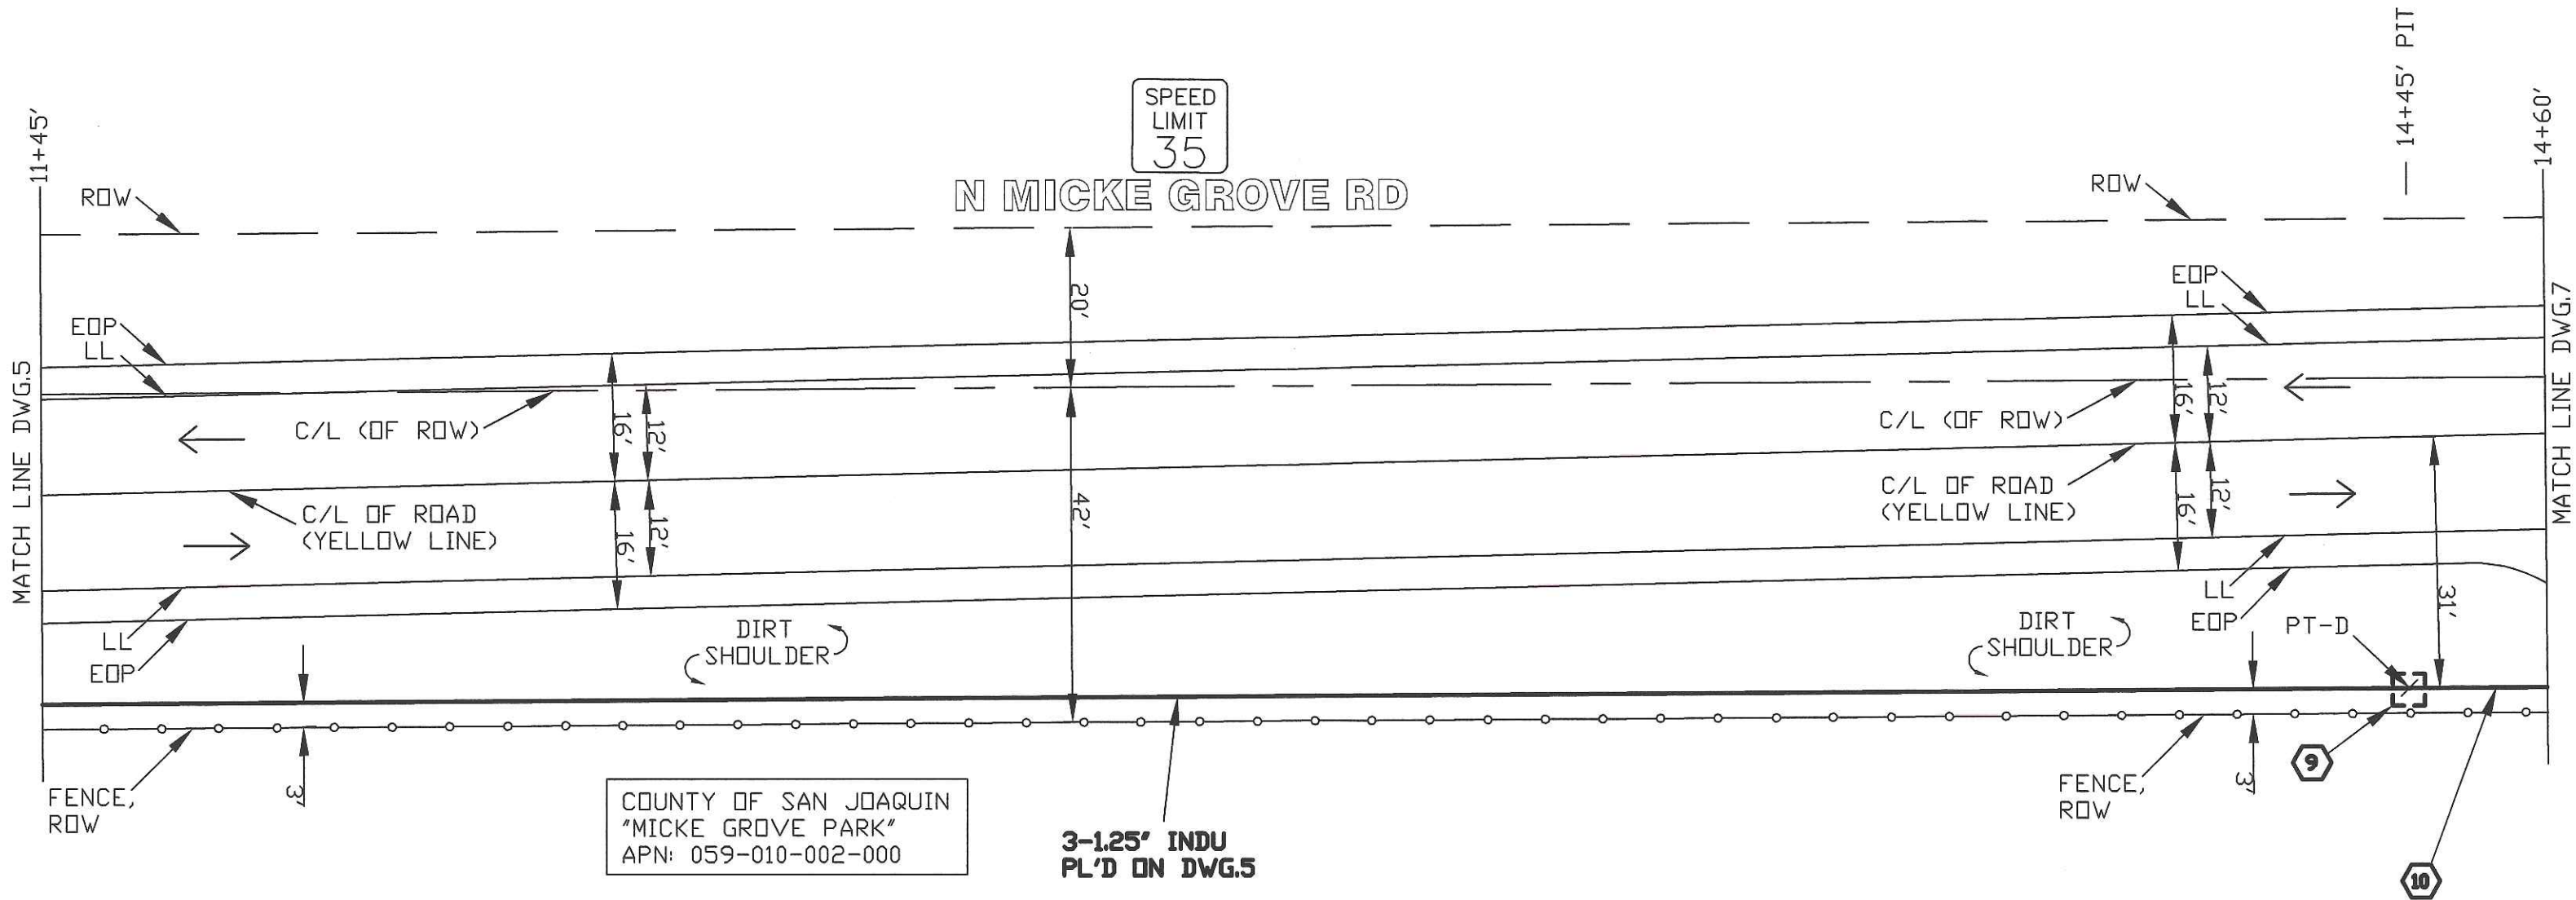 11+45'
14+45' PIT
14+60'
SPEED
LIMIT
35
N MICKE GROVE RD
ROW
ROW
EOP
LL
20'
EOP
LL
MATCH LINE DWG.5
MATCH LINE DWG.7
C/L (OF ROW)
16'
12'
C/L (OF ROW)
16'
12'
C/L OF ROAD
(YELLOW LINE)
16'
12'
42'
C/L OF ROAD
(YELLOW LINE)
16'
12'
31'
LL
EOP
DIRT
SHOULDER
DIRT
SHOULDER
LL
EOP
PT-D
3'
FENCE,
ROW
COUNTY OF SAN JOAQUIN
"MICKE GROVE PARK"
APN: 059-010-002-000
3-1.25" INDU
PL'D ON DWG.5
FENCE,
ROW
3'
9
10